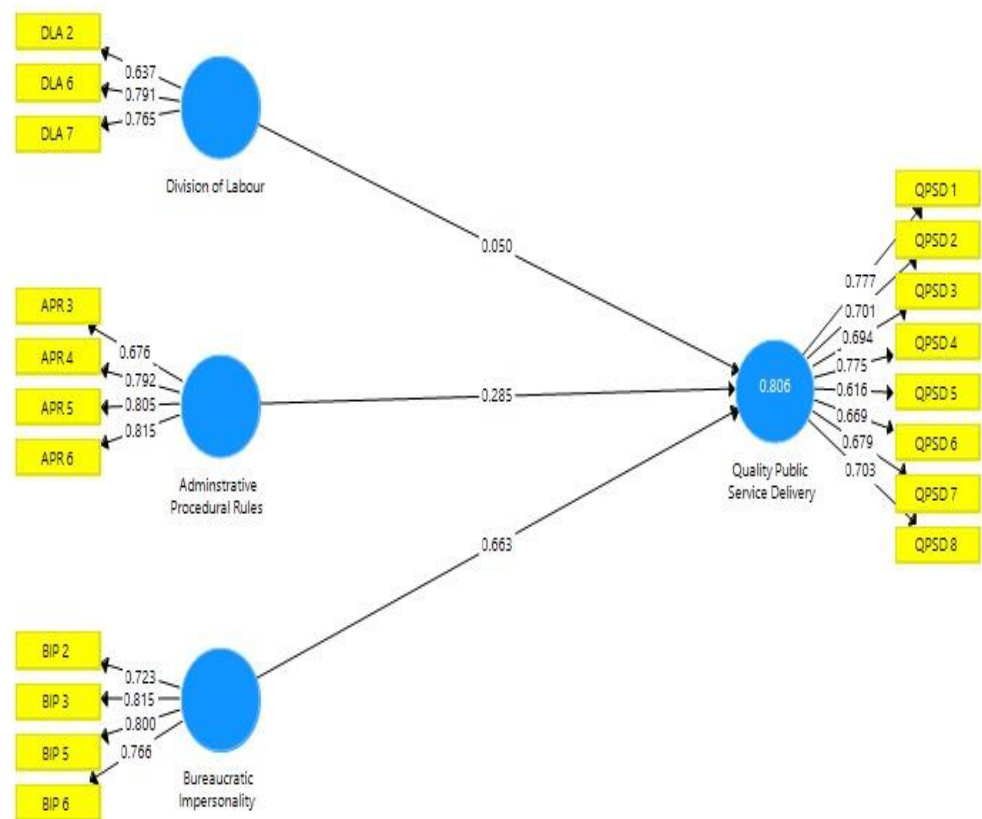 DLA 2
DLA 6
DLA 7
0.637
0.791
0.765
Division of Labour
0.050
APR 3
APR 4
APR 5
APR 6
0.676
0.792
0.805
0.815
Adminstrative
Procedural Rules
0.285
BIP 2
BIP 3
BIP 5
BIP 6
0.723
0.815
0.800
0.766
Bureaucratic
Impersonality
0.663
0.806
Quality Public
Service Delivery
0.777
0.701
0.694
0.775
0.616
0.669
0.679
0.703
QPSD 1
QPSD 2
QPSD 3
QPSD 4
QPSD 5
QPSD 6
QPSD 7
QPSD 8